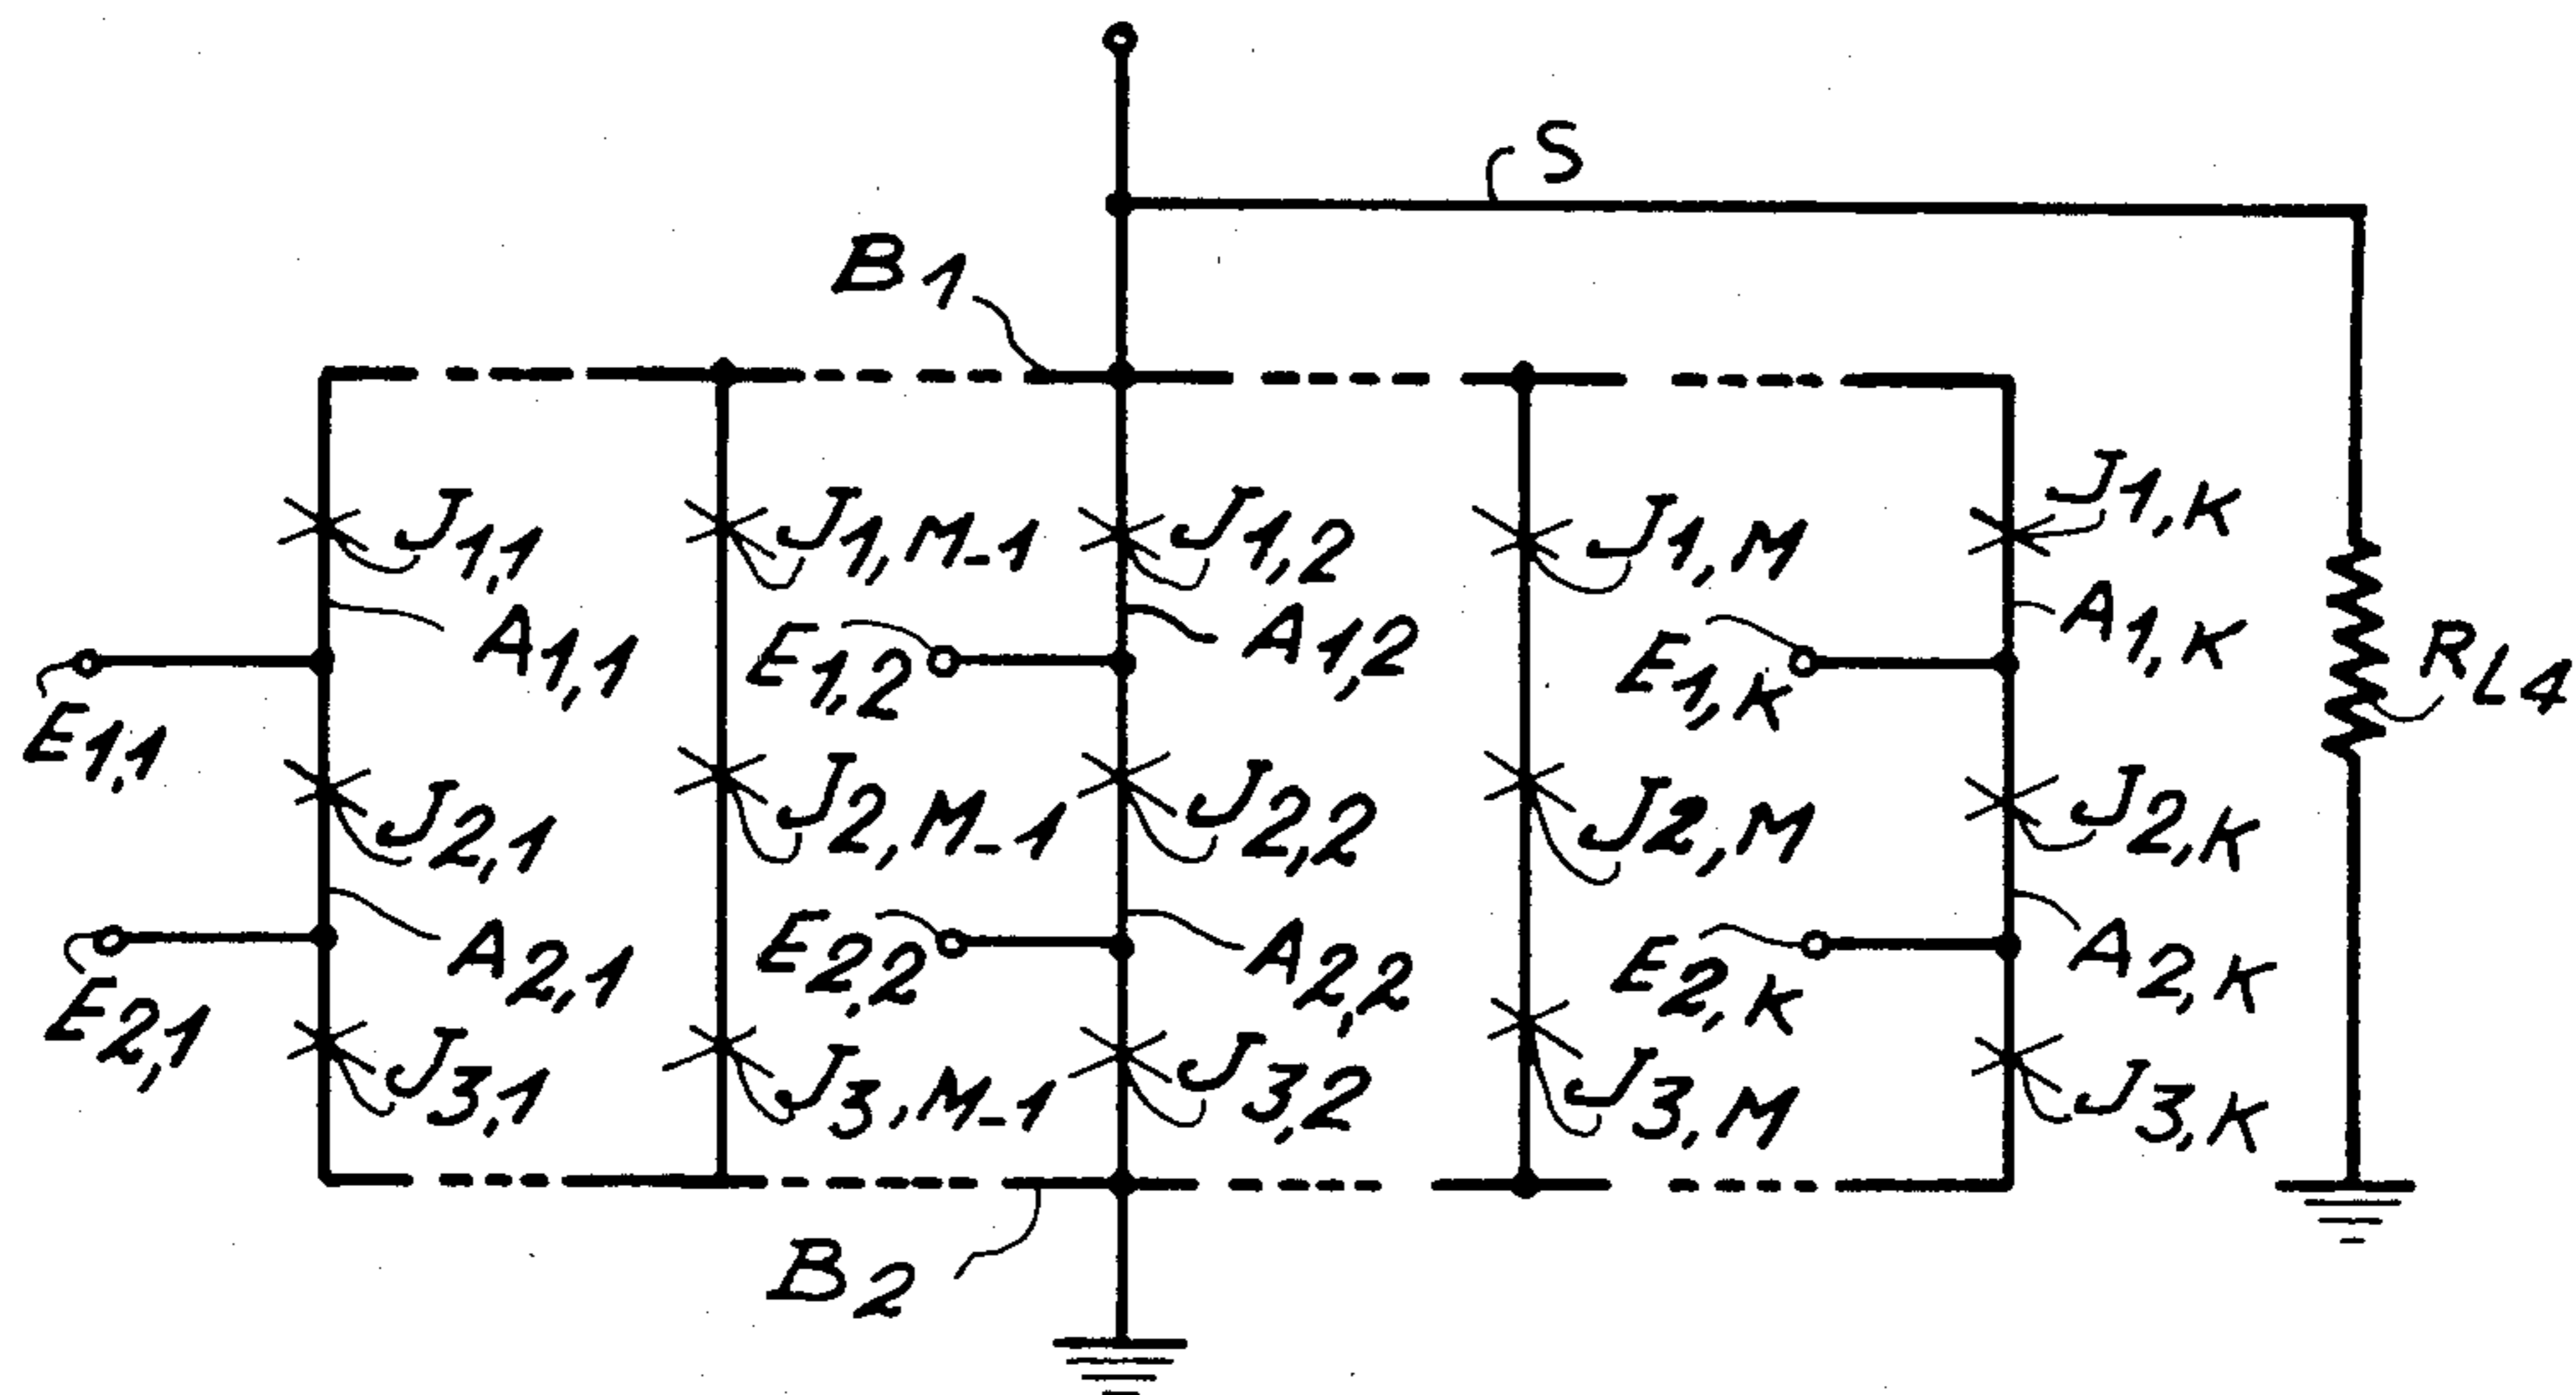 S
B1
J1,1
J1,M-1
J1,2
J1,M
J1,K
A1,1
E1,2
A1,2
E1,K
A1,K
RL4
E1,1
J2,1
J2,M-1
J2,2
J2,M
J2,K
A2,1
E2,2
A2,2
E2,K
A2,K
E2,1
J3,1
J3,M-1
J3,2
J3,M
J3,K
B2